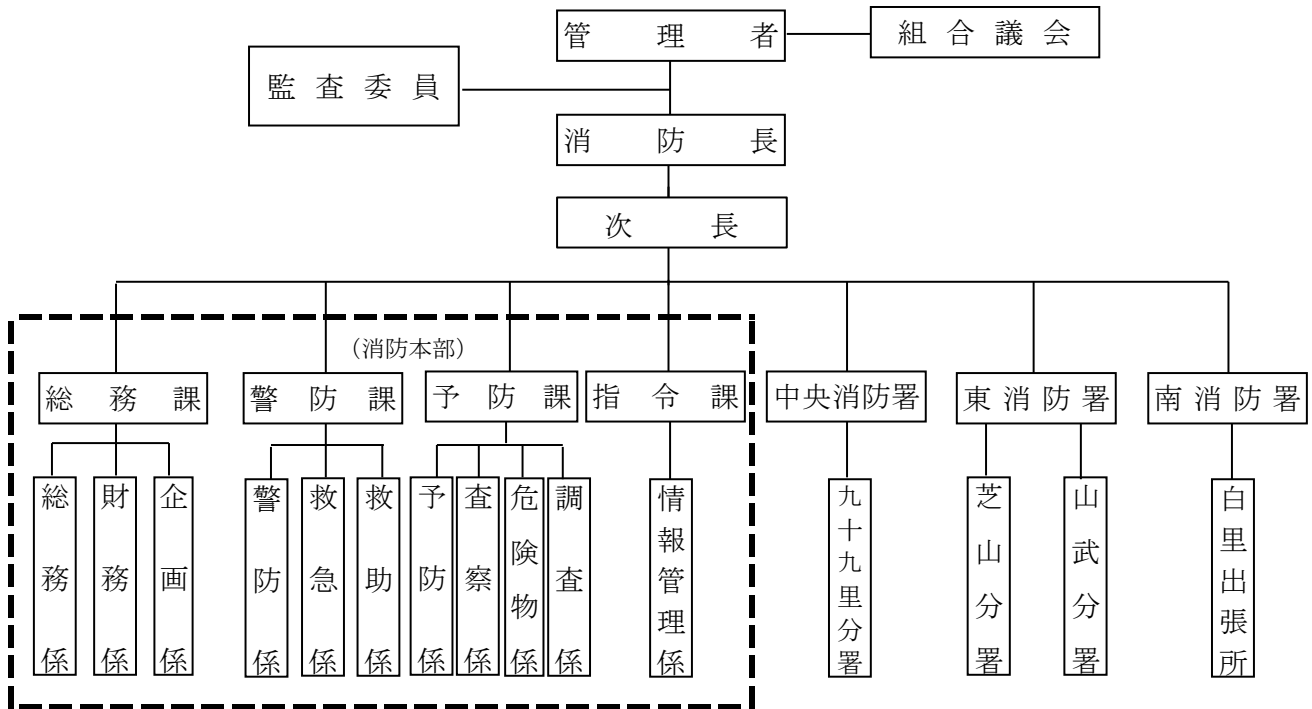 管理者
組合議会
監査委員
消防長
次長
（消防本部）
総務課
警防課
予防課
指令課
中央消防署
東消防署
南消防署
総務係
財務係
企画係
警防係
救急係
救助係
予防係
査察係
危険物係
調査係
情報管理係
九十九里分署
芝山分署
山武分署
白里出張所